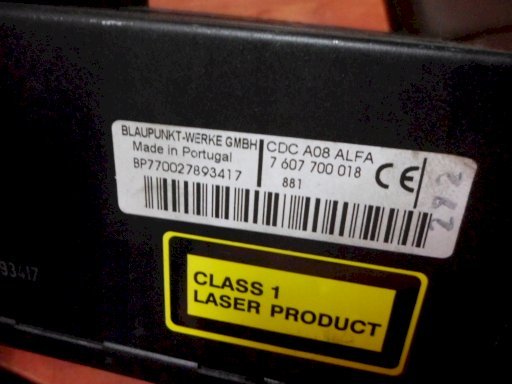 BLAUPUNKT-WERKE GMBH
Made in Portugal
BP770027893417
CDC A08 ALFA
7 607 700 018
881
CE
292
CLASS 1
LASER PRODUCT
93417